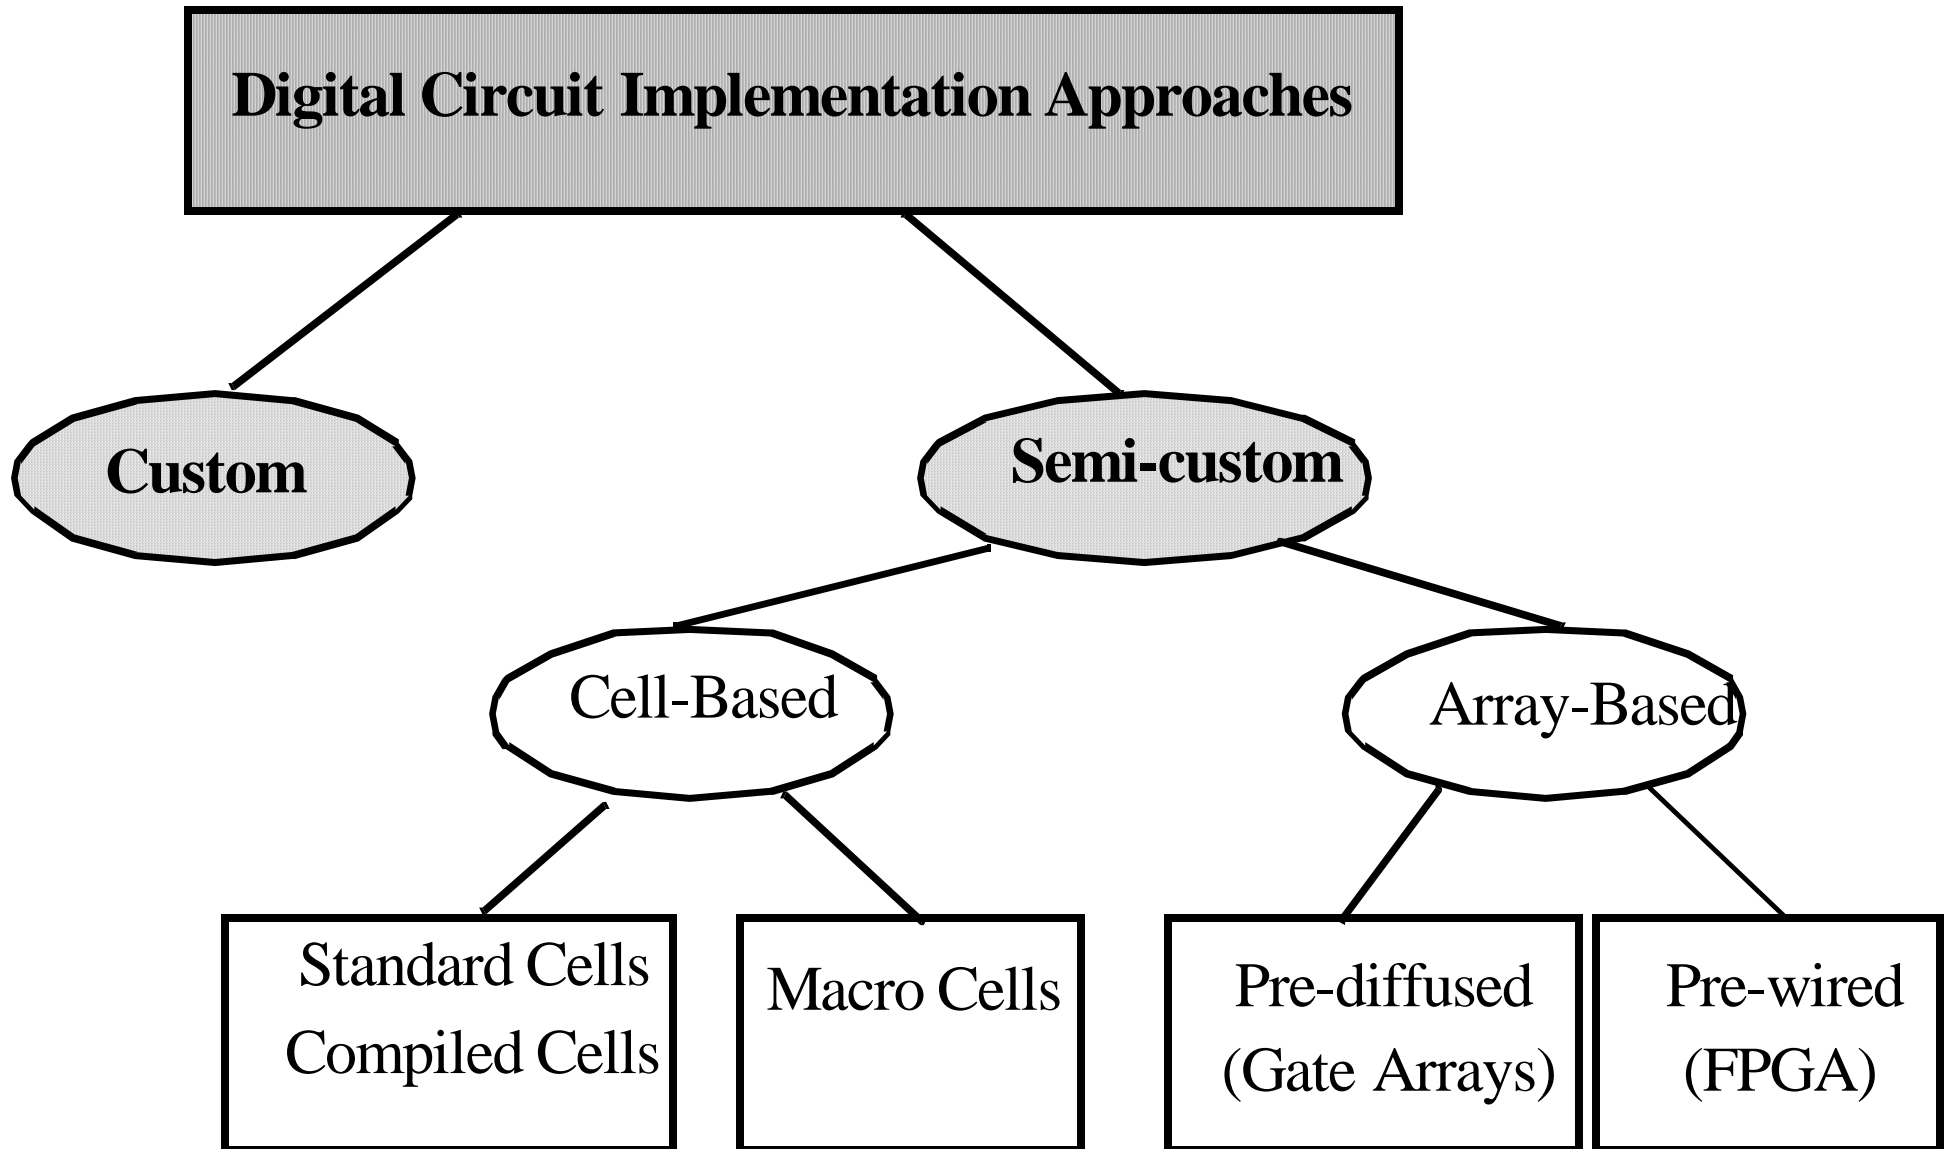 Digital Circuit Implementation Approaches
Custom
Semi-custom
Cell-Based
Array-Based
Standard Cells
Compiled Cells
Macro Cells
Pre-diffused
(Gate Arrays)
Pre-wired
(FPGA)